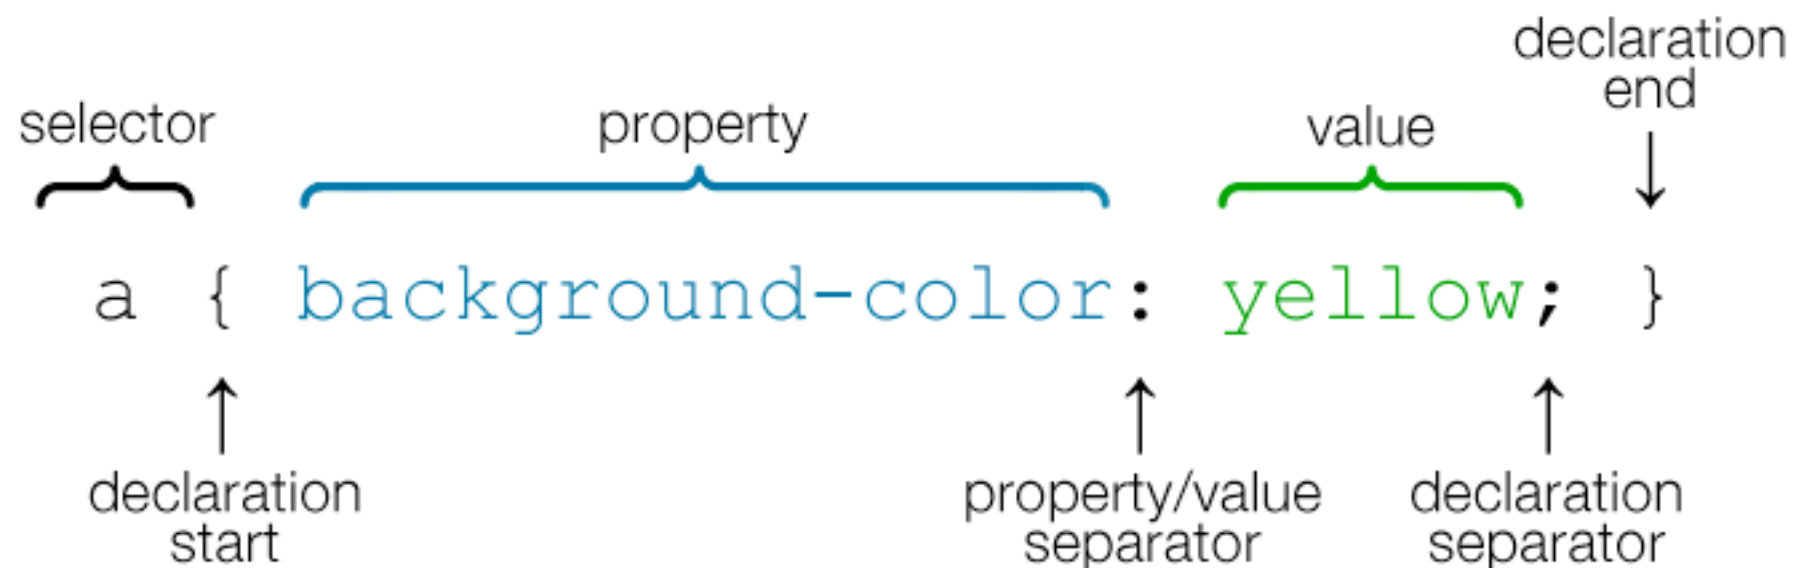 declaration
end
selector
property
value
a { background-color: yellow; }
declaration
start
property/value
separator
declaration
separator